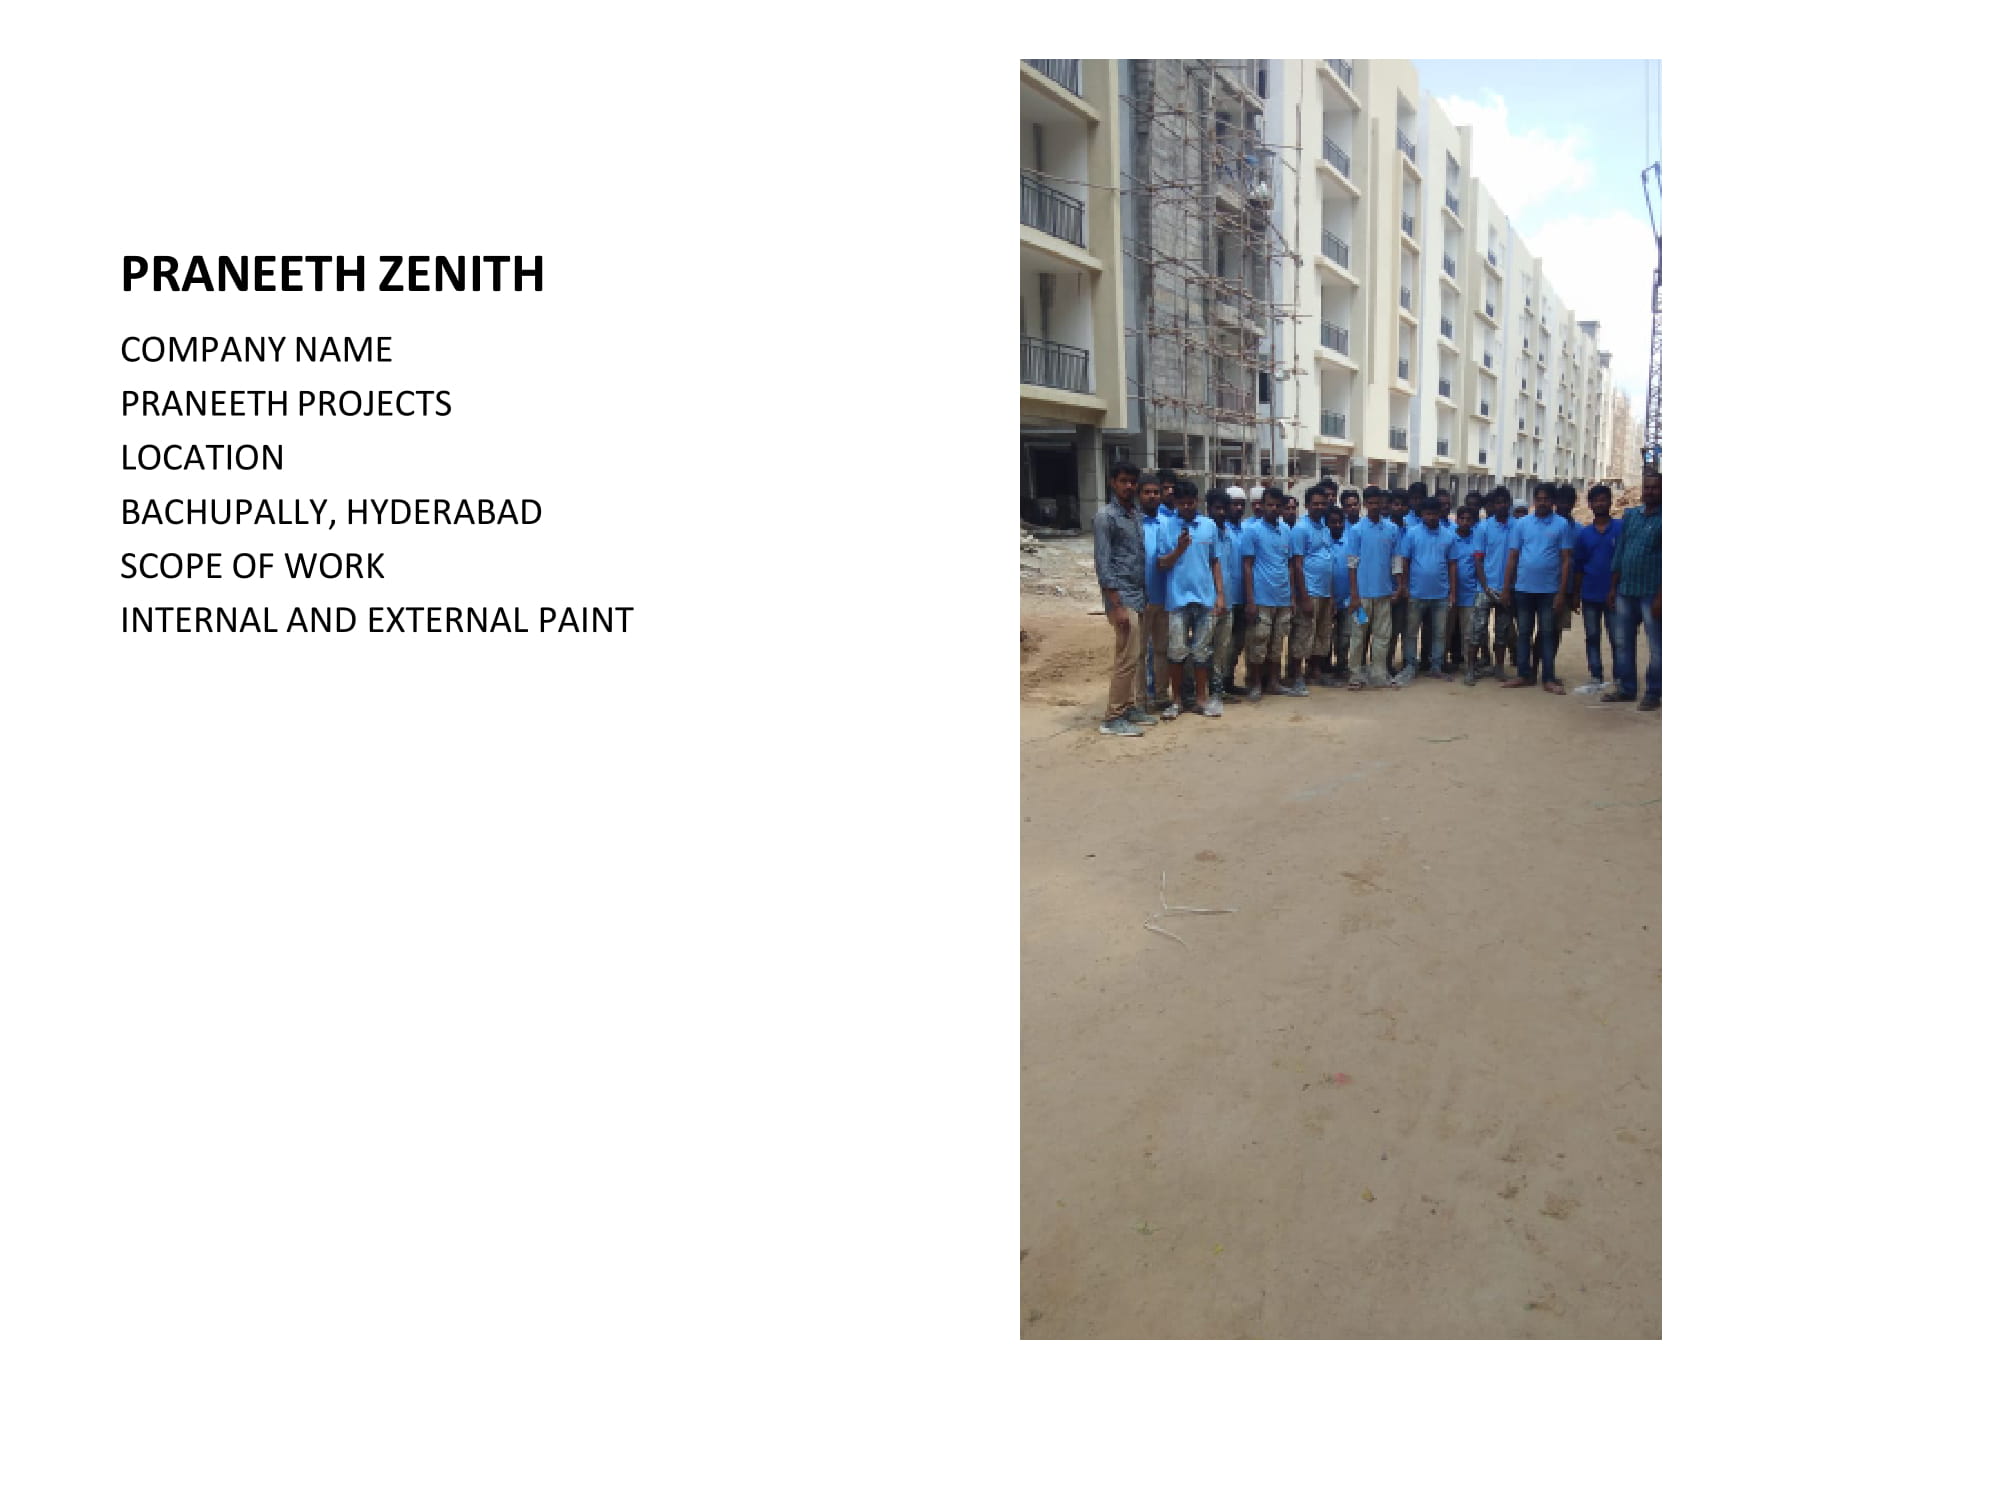 PRANEETH ZENITH
COMPANY NAME
PRANEETH PROJECTS
LOCATION
BACHUPALLY, HYDERABAD
SCOPE OF WORK
INTERNAL AND EXTERNAL PAINT